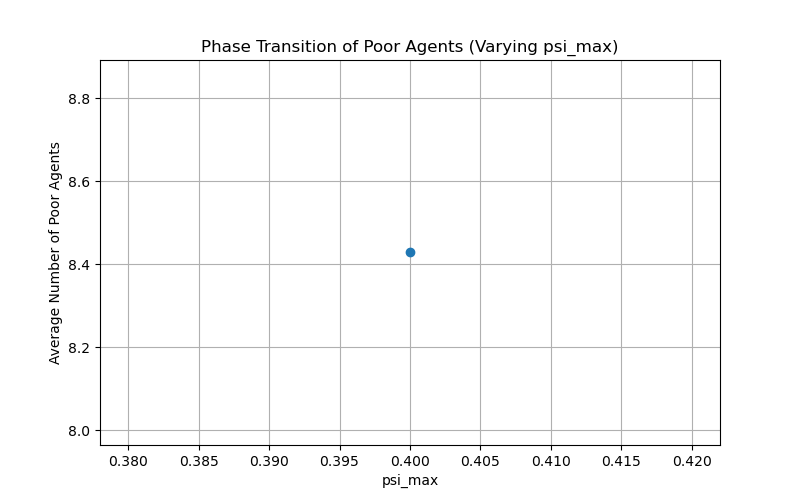 Phase Transition of Poor Agents (Varying psi_max)
Average Number of Poor Agents
8.8
8.6
8.4
8.2
8.0
0.380 0.385 0.390 0.395 0.400 0.405 0.410 0.415 0.420
psi_max